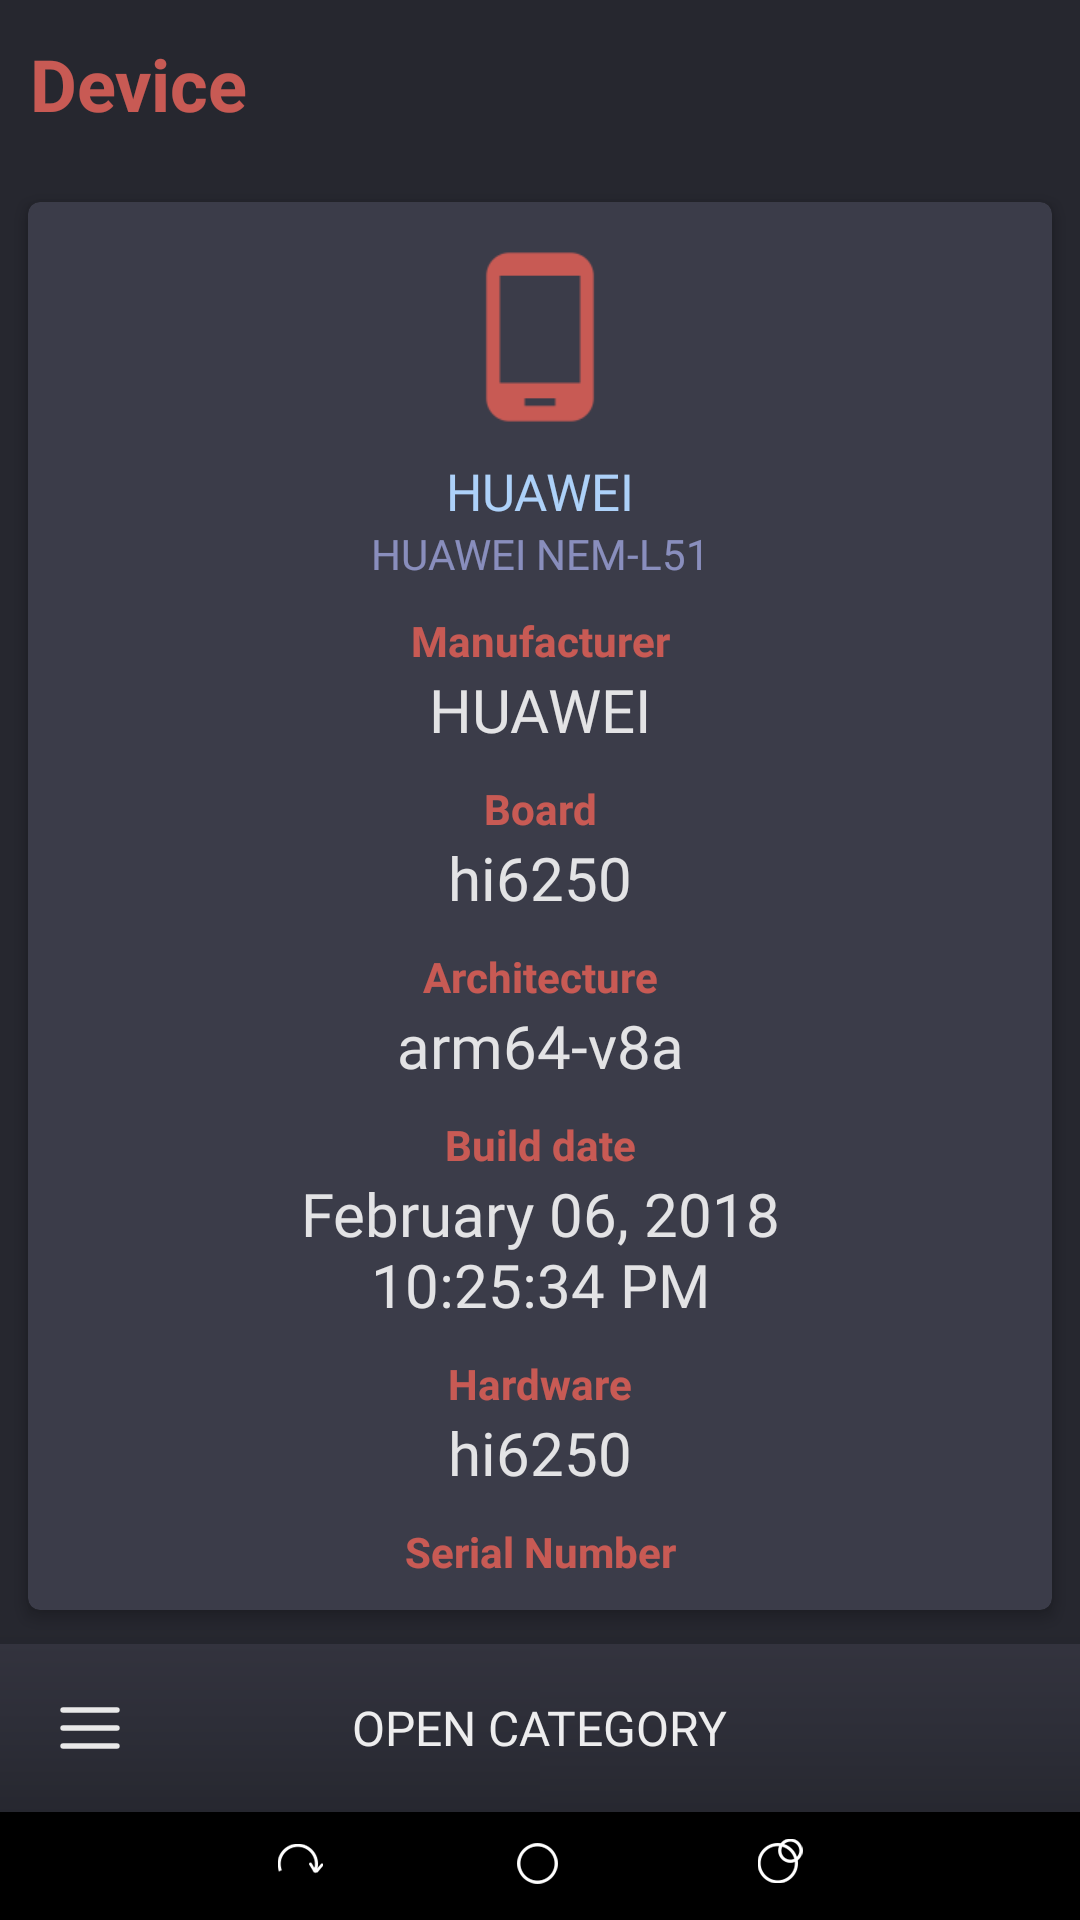 Device
HUAWEI
HUAWEI NEM-L51
Manufacturer
HUAWEI
Board
hi6250
Architecture
arm64-v8a
Build date
February 06, 2018
10:25:34 PM
Hardware
hi6250
Serial Number
OPEN CATEGORY